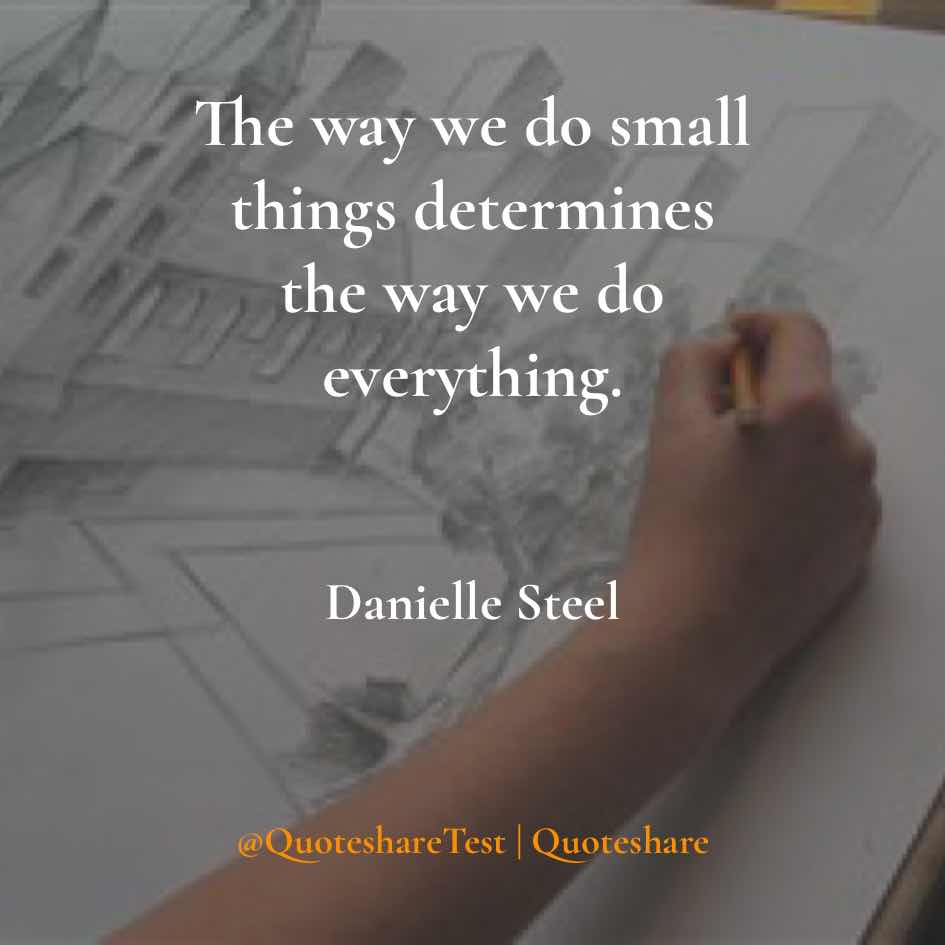 The way we do small
things determines
the way we do
everything.
Danielle Steel
@QuoteshareTest | Quoteshare